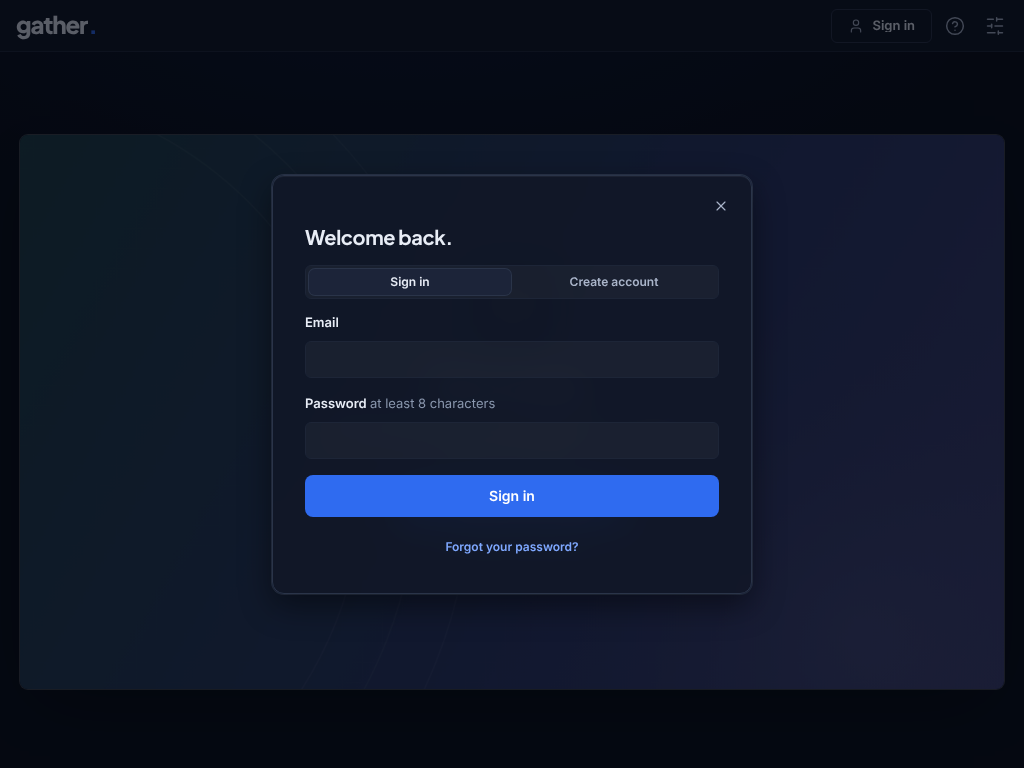 gather.
Sign in
Welcome back.
Sign in
Create account
Email
Password at least 8 characters
Sign in
Forgot your password?